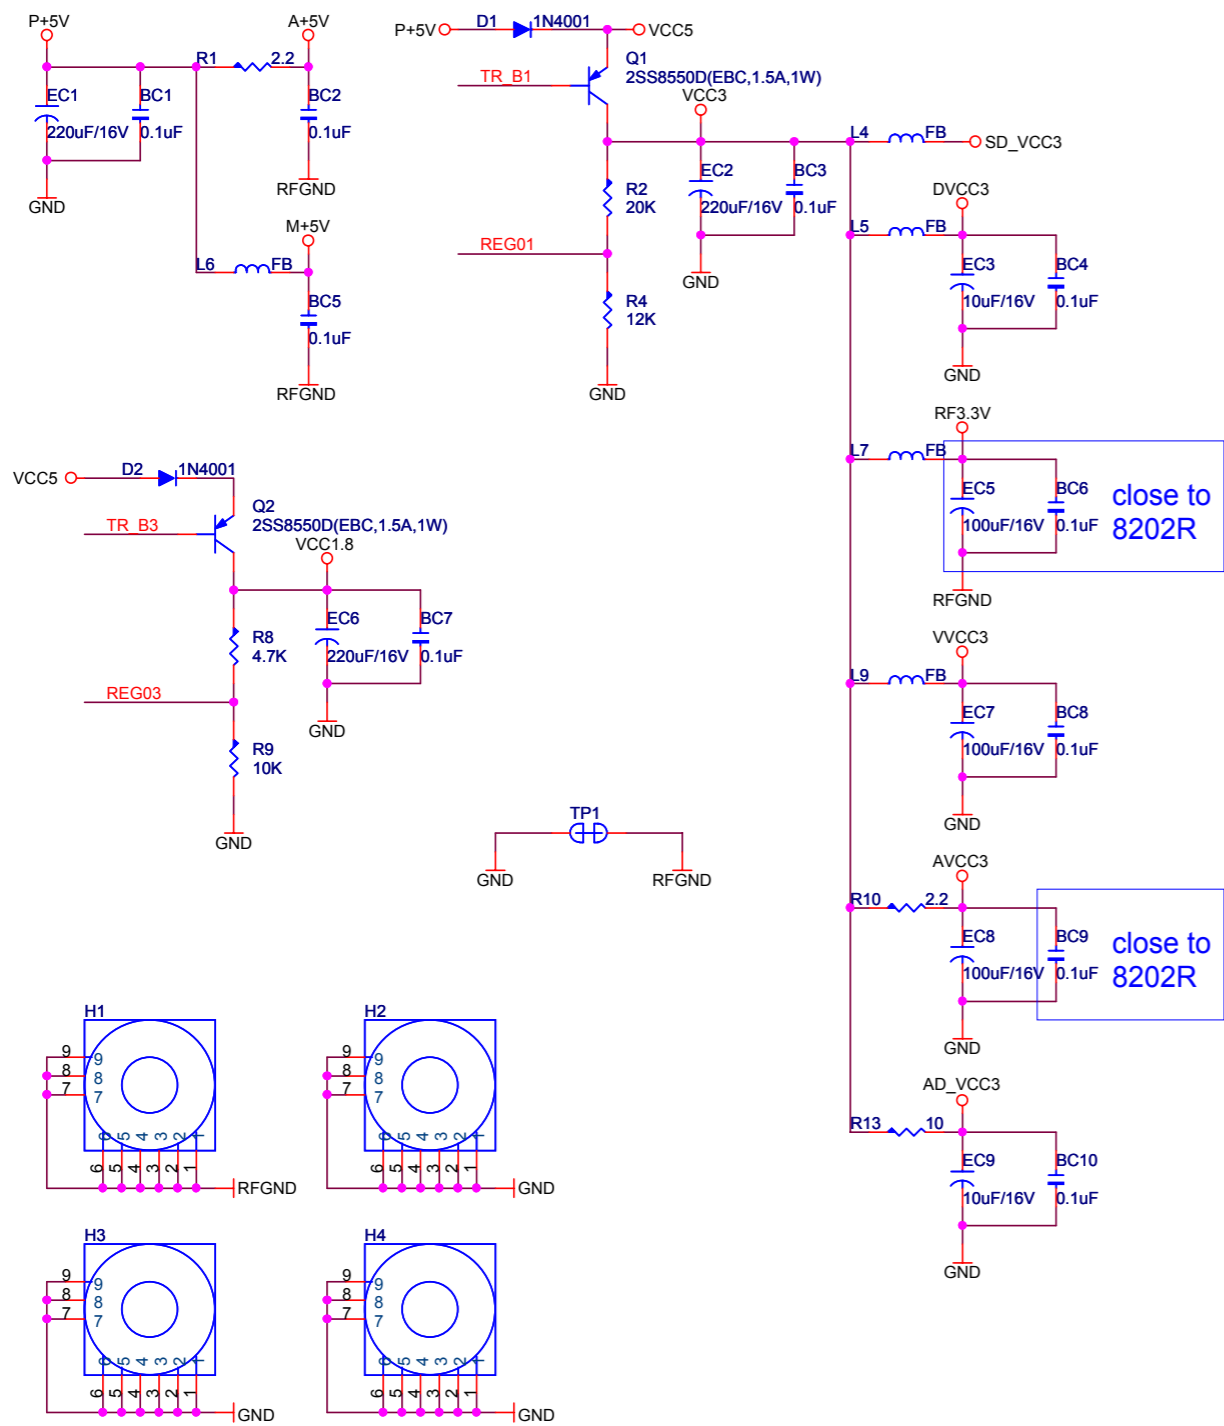 P+5V
A+5V
R1
2.2
EC1
220uF/16V
BC1
0.1uF
BC2
0.1uF
GND
RFGND
M+5V
L6
FB
BC5
0.1uF
RFGND
P+5V
D1
1N4001
VCC5
Q1
2SS8550D(EBC,1.5A,1W)
TR_B1
VCC3
R2
20K
EC2
220uF/16V
BC3
0.1uF
REG01
GND
R4
12K
GND
L4
FB
SD_VCC3
DVCC3
L5
FB
EC3
10uF/16V
BC4
0.1uF
GND
RF3.3V
L7
FB
EC5
100uF/16V
BC6
0.1uF
close to
8202R
RFGND
VVCC3
L9
FB
EC7
100uF/16V
BC8
0.1uF
GND
AVCC3
R10
2.2
EC8
100uF/16V
BC9
0.1uF
close to
8202R
GND
AD_VCC3
R13
10
EC9
10uF/16V
BC10
0.1uF
GND
VCC5
D2
1N4001
Q2
2SS8550D(EBC,1.5A,1W)
TR_B3
VCC1.8
R8
4.7K
EC6
220uF/16V
BC7
0.1uF
REG03
GND
R9
10K
GND
TP1
GND
RFGND
H1
9 9
8 8
7 7
6 5 4 3 2 1
6 5 4 3 2 1
RFGND
H2
9 9
8 8
7 7
6 5 4 3 2 1
6 5 4 3 2 1
GND
H3
9 9
8 8
7 7
6 5 4 3 2 1
6 5 4 3 2 1
GND
H4
9 9
8 8
7 7
6 5 4 3 2 1
6 5 4 3 2 1
GND